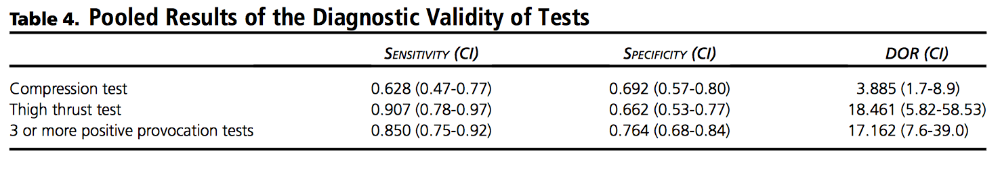 Table 4. Pooled Results of the Diagnostic Validity of Tests
SENSITIVITY (CI) SPECIFICITY (CI) DOR (CI)
Compression test 0.628 (0.47-0.77) 0.692 (0.57-0.80) 3.885 (1.7-8.9)
Thigh thrust test 0.907 (0.78-0.97) 0.662 (0.53-0.77) 18.461 (5.82-58.53)
3 or more positive provocation tests 0.850 (0.75-0.92) 0.764 (0.68-0.84) 17.162 (7.6-39.0)